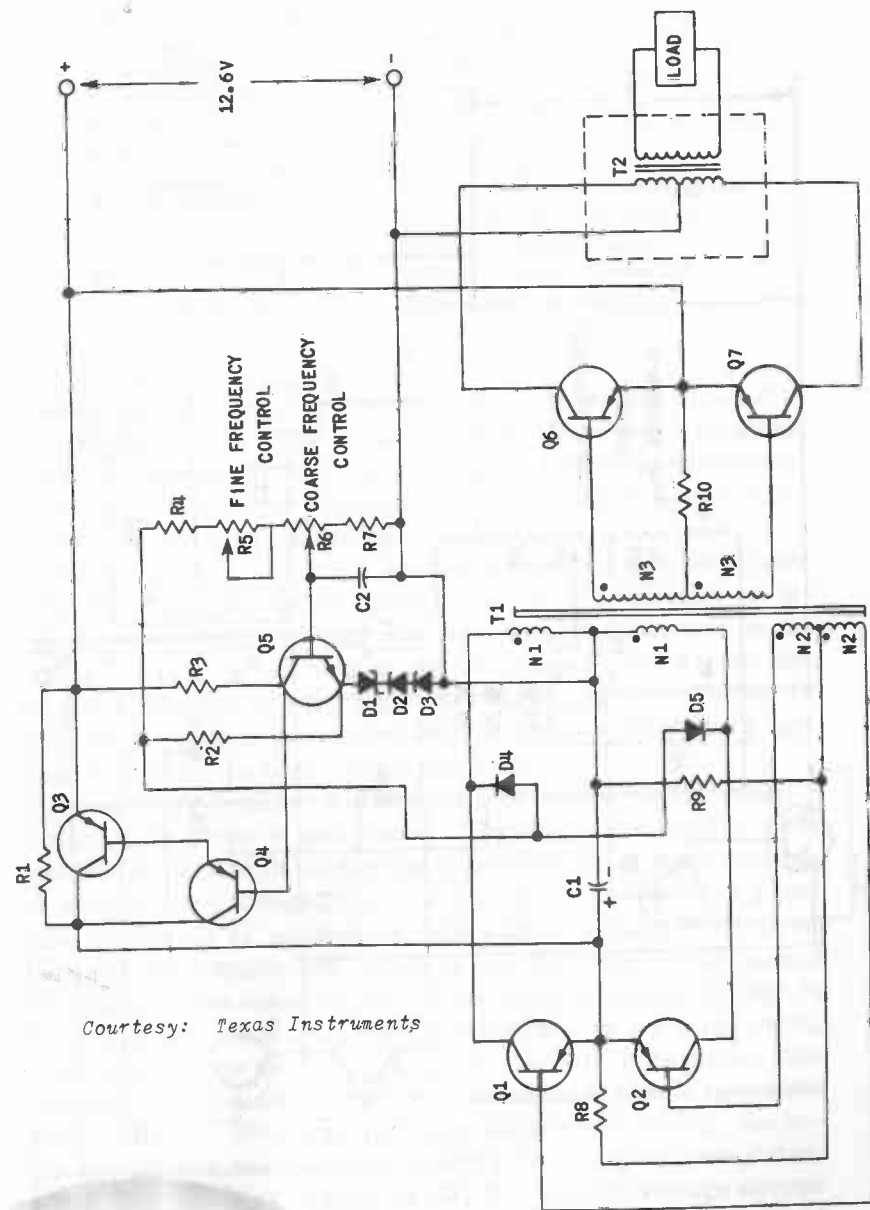 +
12.6V
-
LOAD
T2
Q3
R1
Q4
R2
R3
Q5
R4
FINE FREQUENCY
CONTROL
R5
COARSE FREQUENCY
CONTROL
R6
R7
C2
D1
D2
D3
Q6
Q7
R10
N3
N3
T1
N1
N1
N2
N2
D4
D5
R9
C1
+
-
Q1
Q2
R8
Courtesy: Texas Instruments